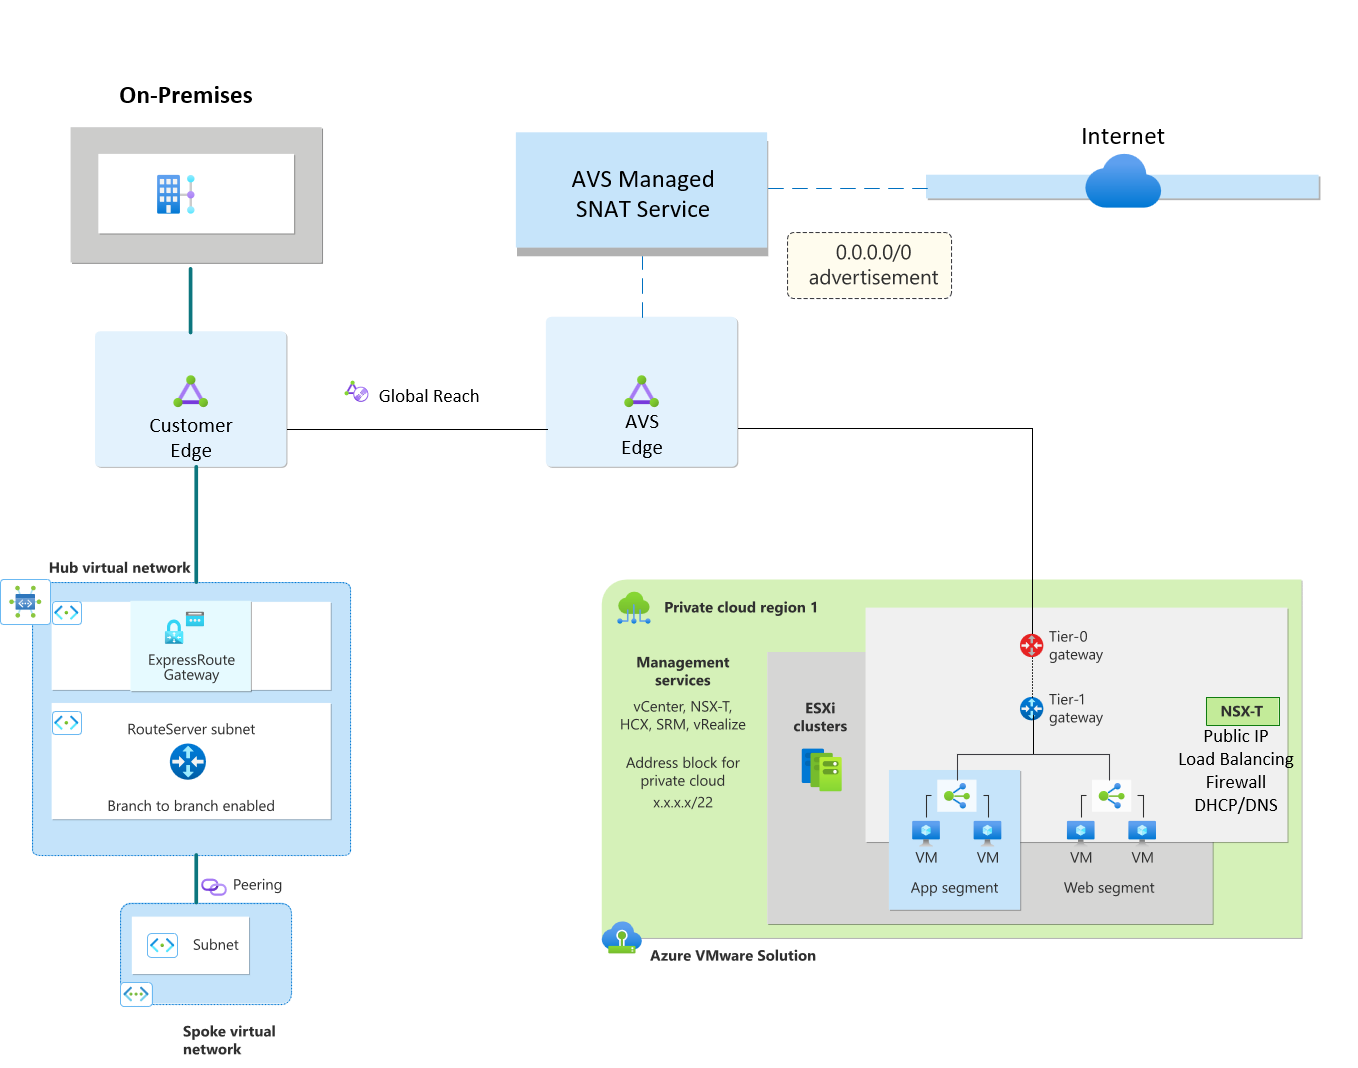 On-Premises
AVS Managed
SNAT Service
Internet
0.0.0.0/0
advertisement
Customer
Edge
Global Reach
AVS
Edge
Hub virtual network
ExpressRoute
Gateway
RouteServer subnet
Branch to branch enabled
Peering
Subnet
Spoke virtual
network
Private cloud region 1
Management
services
vCenter, NSX-T,
HCX, SRM, vRealize
Address block for
private cloud
x.x.x.x/22
ESXi
clusters
Tier-0
gateway
Tier-1
gateway
NSX-T
Public IP
Load Balancing
Firewall
DHCP/DNS
VM
VM
App segment
VM
VM
Web segment
Azure VMware Solution